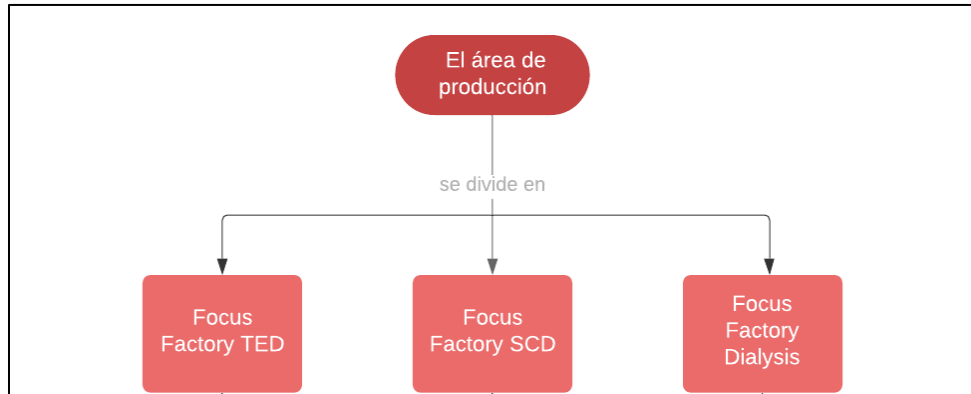 El área de
producción
se divide en
Focus
Factory TED
Focus
Factory SCD
Focus
Factory
Dialysis